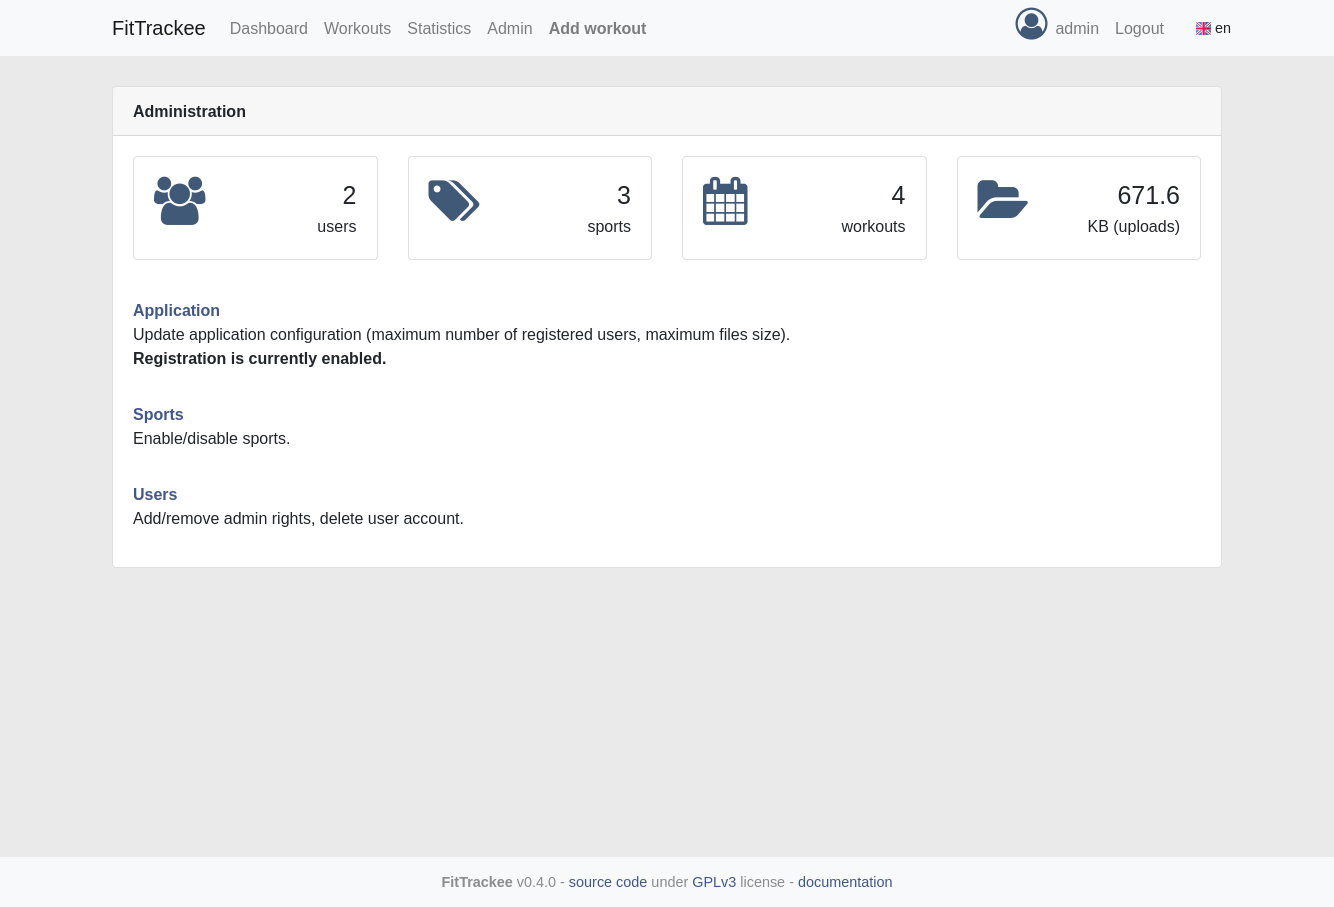 FitTrackee Dashboard Workouts Statistics Admin Add workout admin Logout en
Administration
2 3 4 671.6
users sports workouts KB (uploads)
Application
Update application configuration (maximum number of registered users, maximum files size).
Registration is currently enabled.
Sports
Enable/disable sports.
Users
Add/remove admin rights, delete user account.
FitTrackee v0.4.0 - source code under GPLv3 license - documentation